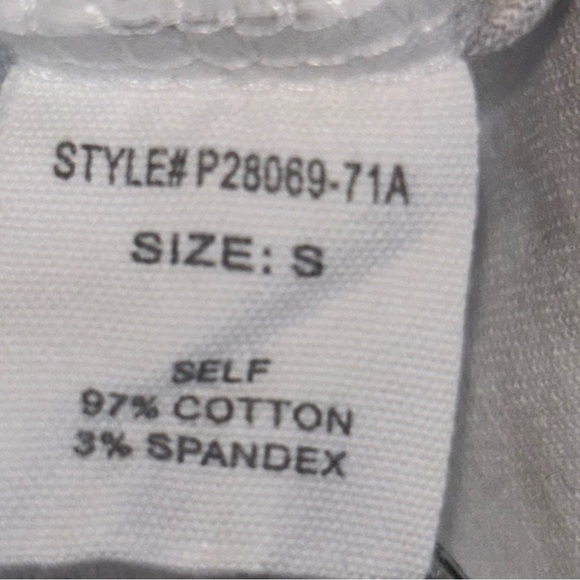 STYLE# P28069-71A
SIZE: S
SELF
97% COTTON
3% SPANDEX